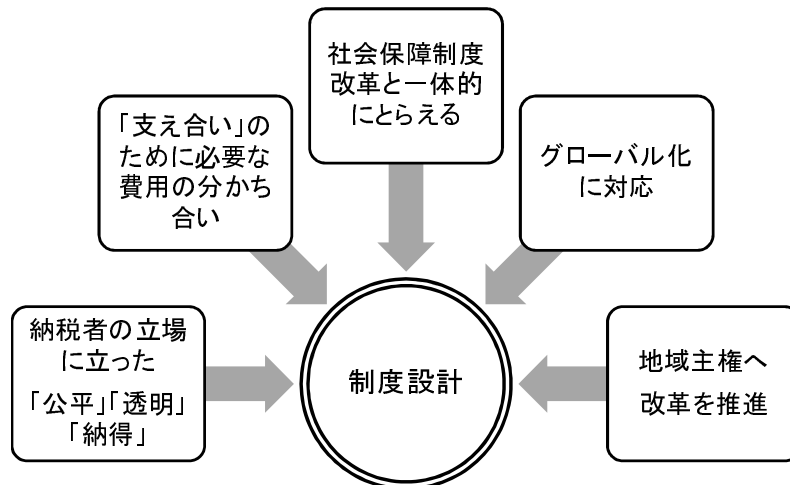 社会保障制度
改革と一体的
にとらえる
「支え合い」の
ために必要な
費用の分かち
合い
グローバル化
に対応
納税者の立場
に立った
「公平」「透明」
「納得」
制度設計
地域主権へ
改革を推進